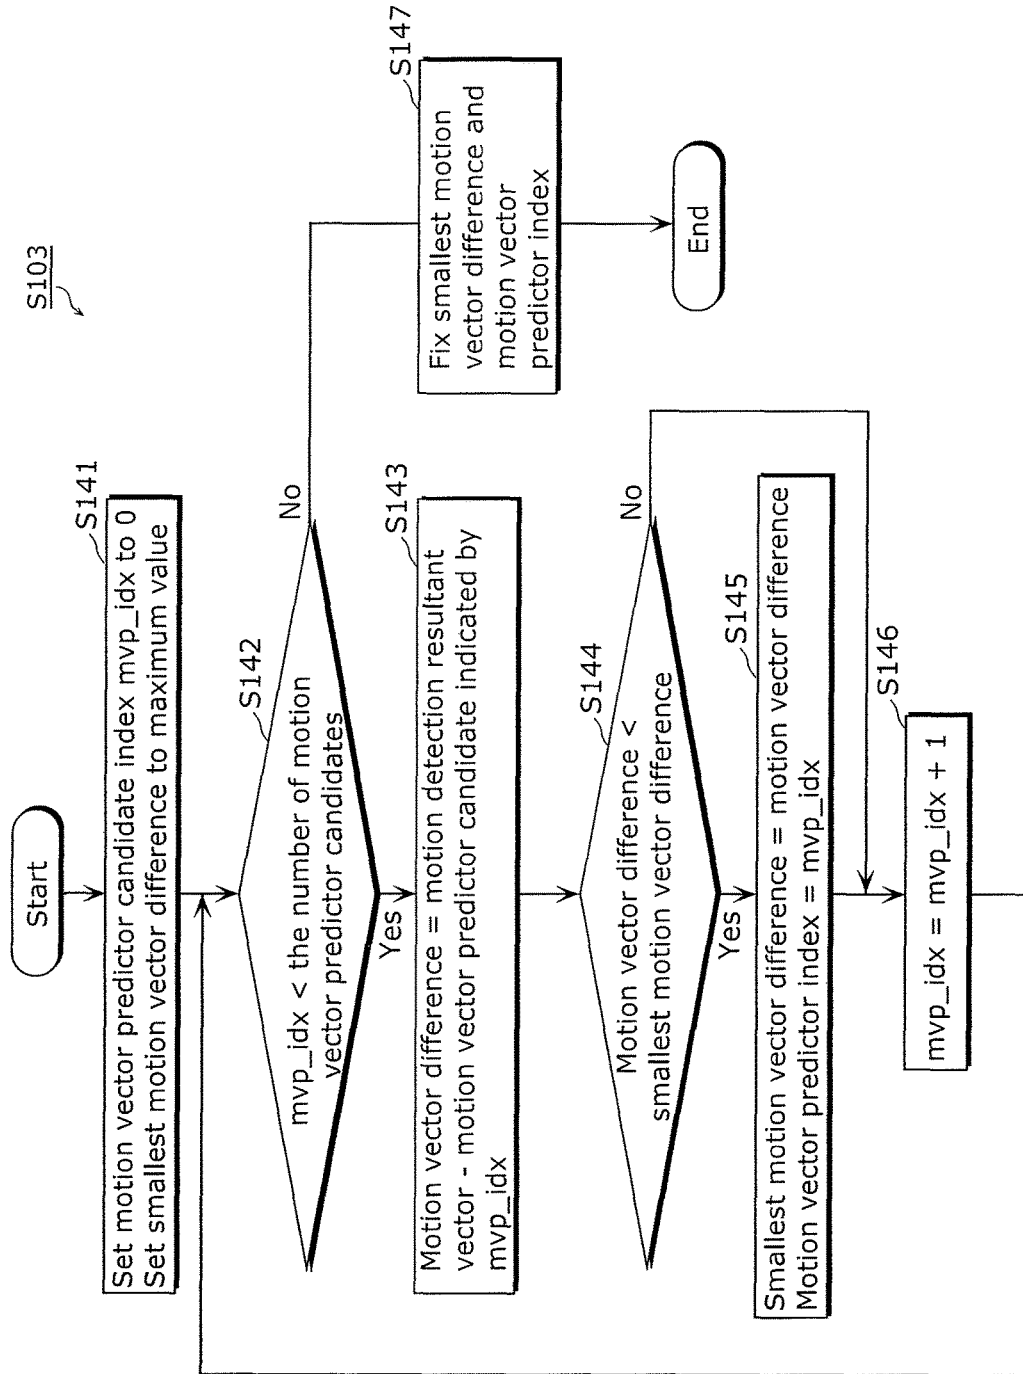 S103
Start
S141
Set motion vector predictor candidate index mvp_idx to 0
Set smallest motion vector difference to maximum value
S142
mvp_idx < the number of motion
vector predictor candidates
No
Yes
S143
Motion vector difference = motion detection resultant
vector - motion vector predictor candidate indicated by
mvp_idx
S144
Motion vector difference <
smallest motion vector difference
No
Yes
S145
Smallest motion vector difference = motion vector difference
Motion vector predictor index = mvp_idx
S146
mvp_idx = mvp_idx + 1
S147
Fix smallest motion
vector difference and
motion vector
predictor index
End